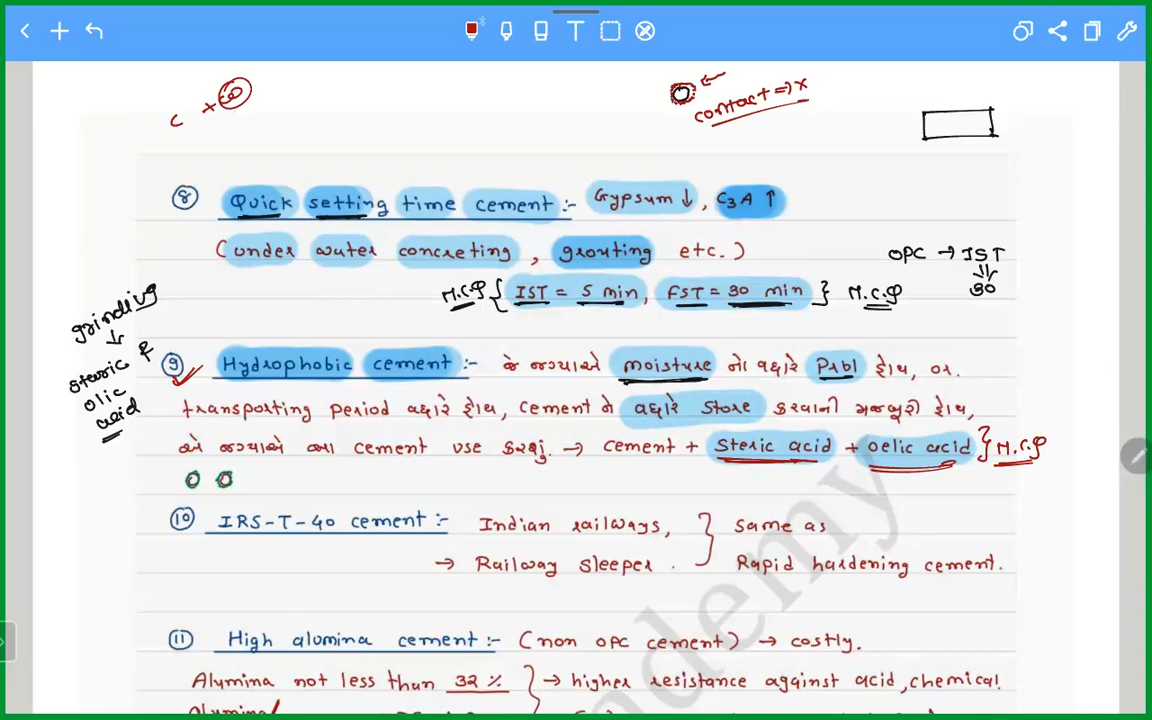 C × 60
contact => x
⑧ Quick setting time cement :- Gypsum ↓, C3A ↑
(under water concreting, grouting etc.)
OPC → IST
30
M.C.Q { IST = 5 min, FST = 30 min } M.C.Q
grinding
↓
steric &
olic
acid
⑨ Hydrophobic cement :- જે જગ્યાએ moisture નો વધારે Prbl હોય, or.
transporting period વધારે હોય, cement ને વધારે store કરવાની મજબૂરી હોય,
એ જગ્યાએ આ cement use કરશું. → cement + Steric acid + oelic acid } M.C.Q
⑩ IRS-T-40 cement :- Indian railways, } same as
→ Railway sleeper . Rapid hardening cement.
⑪ High alumina cement :- (non OPC cement) → costly.
Alumina not less than 32 % } → higher resistance against acid, chemical